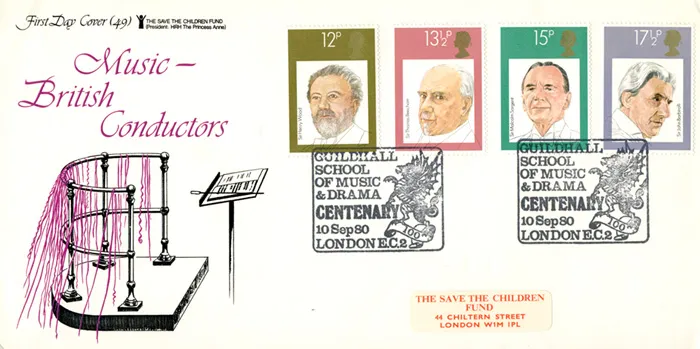 First Day Cover (49)
THE SAVE THE CHILDREN FUND
(President: HRH The Princess Anne)
Music –
British
Conductors
12P
13½P
15P
17½P
Sir Henry Wood
Sir Thomas Beecham
Sir Malcolm Sargent
Sir John Barbirolli
GUILDHALL
SCHOOL
OF MUSIC
& DRAMA
CENTENARY
100
10 Sep 80
LONDON E.C.2
GUILDHALL
SCHOOL
OF MUSIC
& DRAMA
CENTENARY
100
10 Sep 80
LONDON E.C.2
THE SAVE THE CHILDREN
FUND
44 CHILTERN STREET
LONDON W1M 1PL